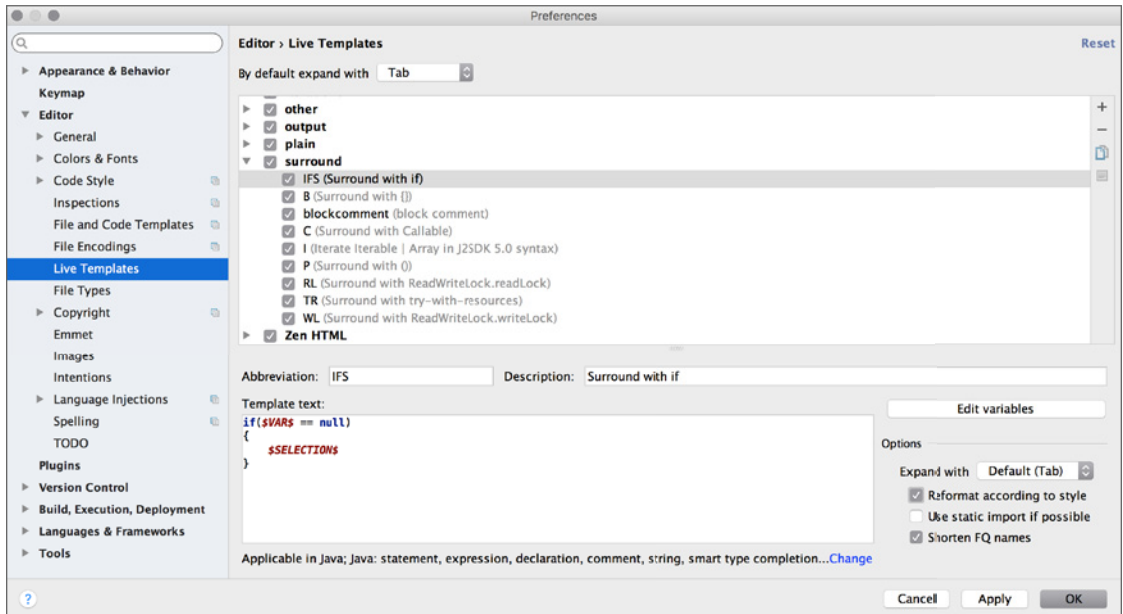 Preferences
Editor › Live Templates
Reset
By default expand with Tab
Appearance & Behavior
Keymap
Editor
General
Colors & Fonts
Code Style
Inspections
File and Code Templates
File Encodings
Live Templates
File Types
Copyright
Emmet
Images
Intentions
Language Injections
Spelling
TODO
Plugins
Version Control
Build, Execution, Deployment
Languages & Frameworks
Tools
other
output
plain
surround
IFS (Surround with if)
B (Surround with {})
blockcomment (block comment)
C (Surround with Callable)
I (Iterate Iterable | Array in J2SDK 5.0 syntax)
P (Surround with ())
RL (Surround with ReadWriteLock.readLock)
TR (Surround with try-with-resources)
WL (Surround with ReadWriteLock.writeLock)
Zen HTML
Abbreviation: IFS Description: Surround with if
Template text:
if($VAR$ == null)
{
$SELECTION$
}
Edit variables
Options
Expand with Default (Tab)
Reformat according to style
Use static import if possible
Shorten FQ names
Applicable in Java; Java: statement, expression, declaration, comment, string, smart type completion...Change
? Cancel Apply OK